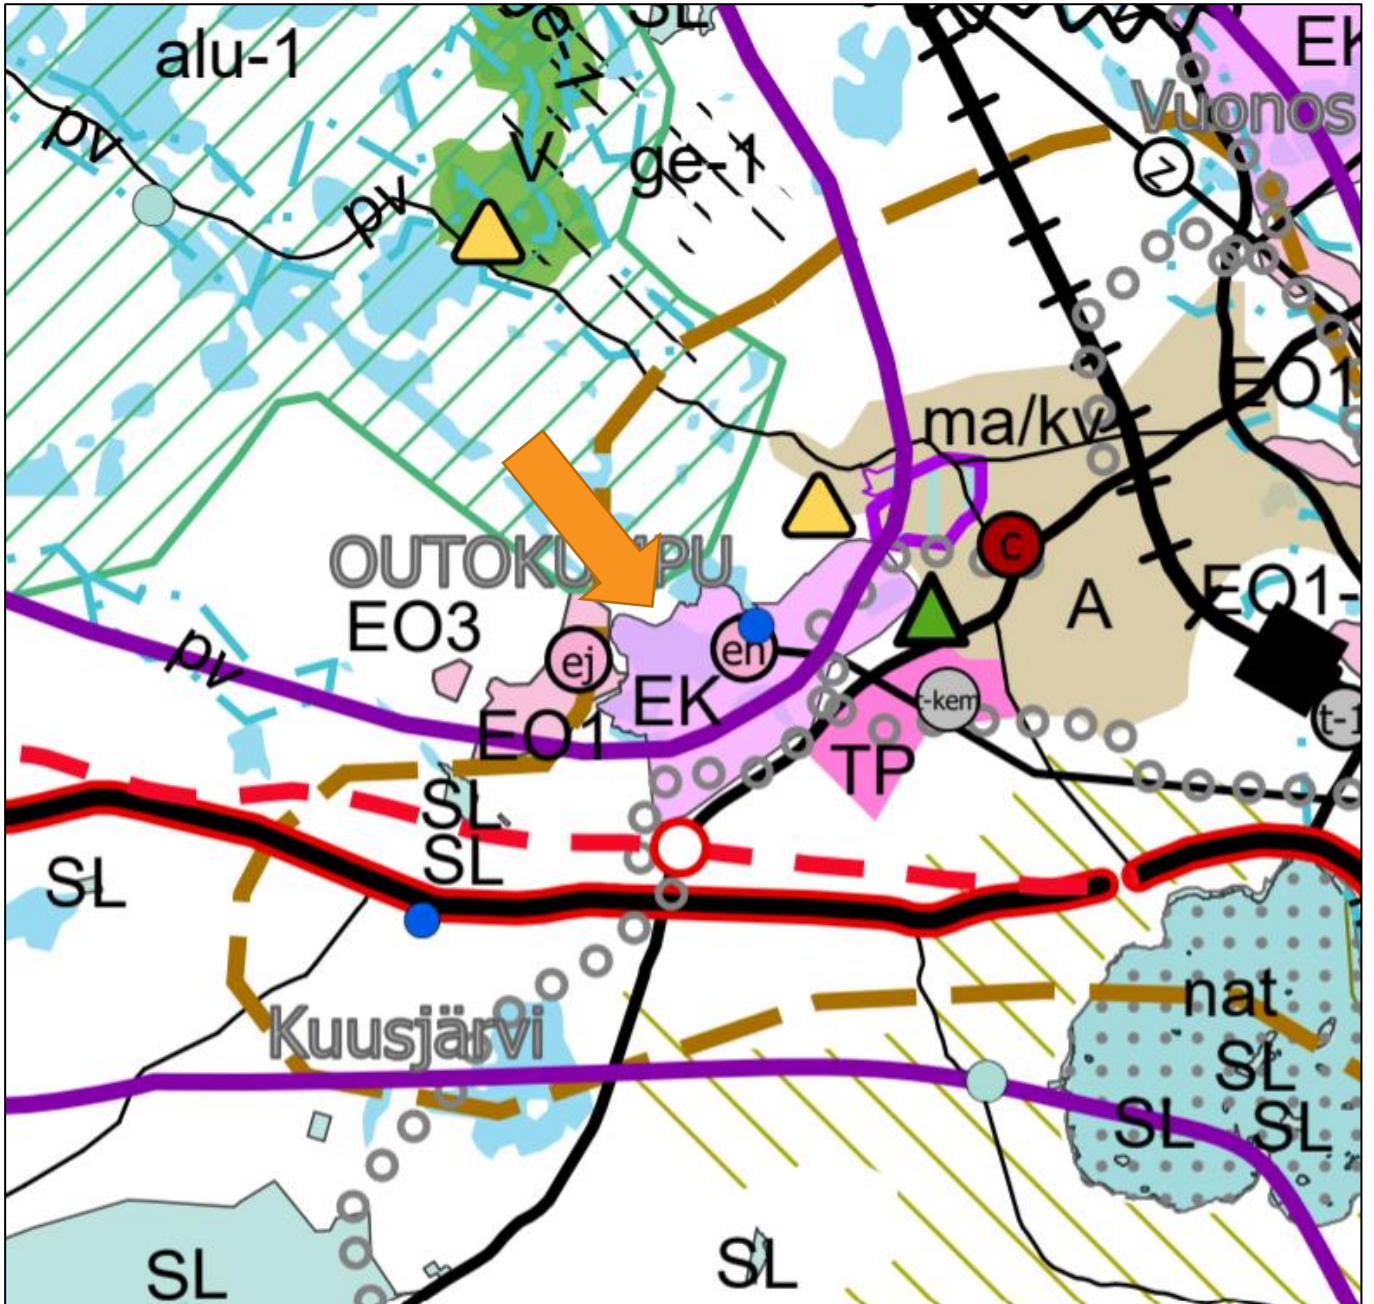 SL
ge-v
EK
alu-1
Vuonos
pv
V
ge-1
z
pv
EO1
ma/kv
c
OUTOKUMPU
EO3
A
EO1-
pv
ej
en
EK
t-kem
t-1
EO1
TP
SL
SL
SL
nat
Kuusjärvi
SL
SL
SL
SL
SL